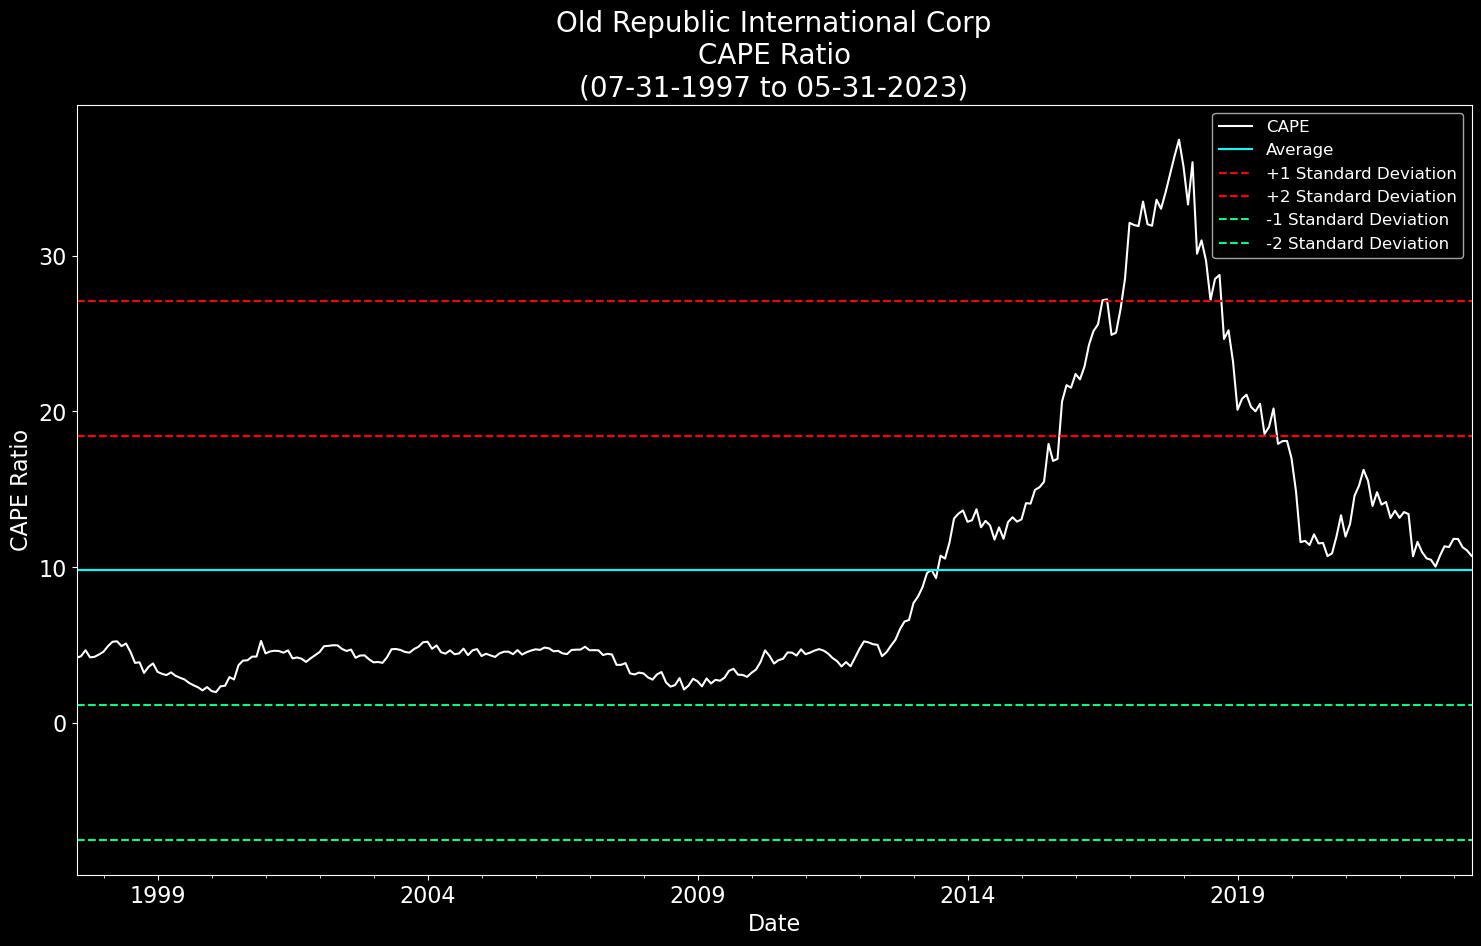 Old Republic International Corp
CAPE Ratio
(07-31-1997 to 05-31-2023)
CAPE
Average
+1 Standard Deviation
+2 Standard Deviation
-1 Standard Deviation
-2 Standard Deviation
CAPE Ratio
30
20
10
0
1999
2004
2009
2014
2019
Date